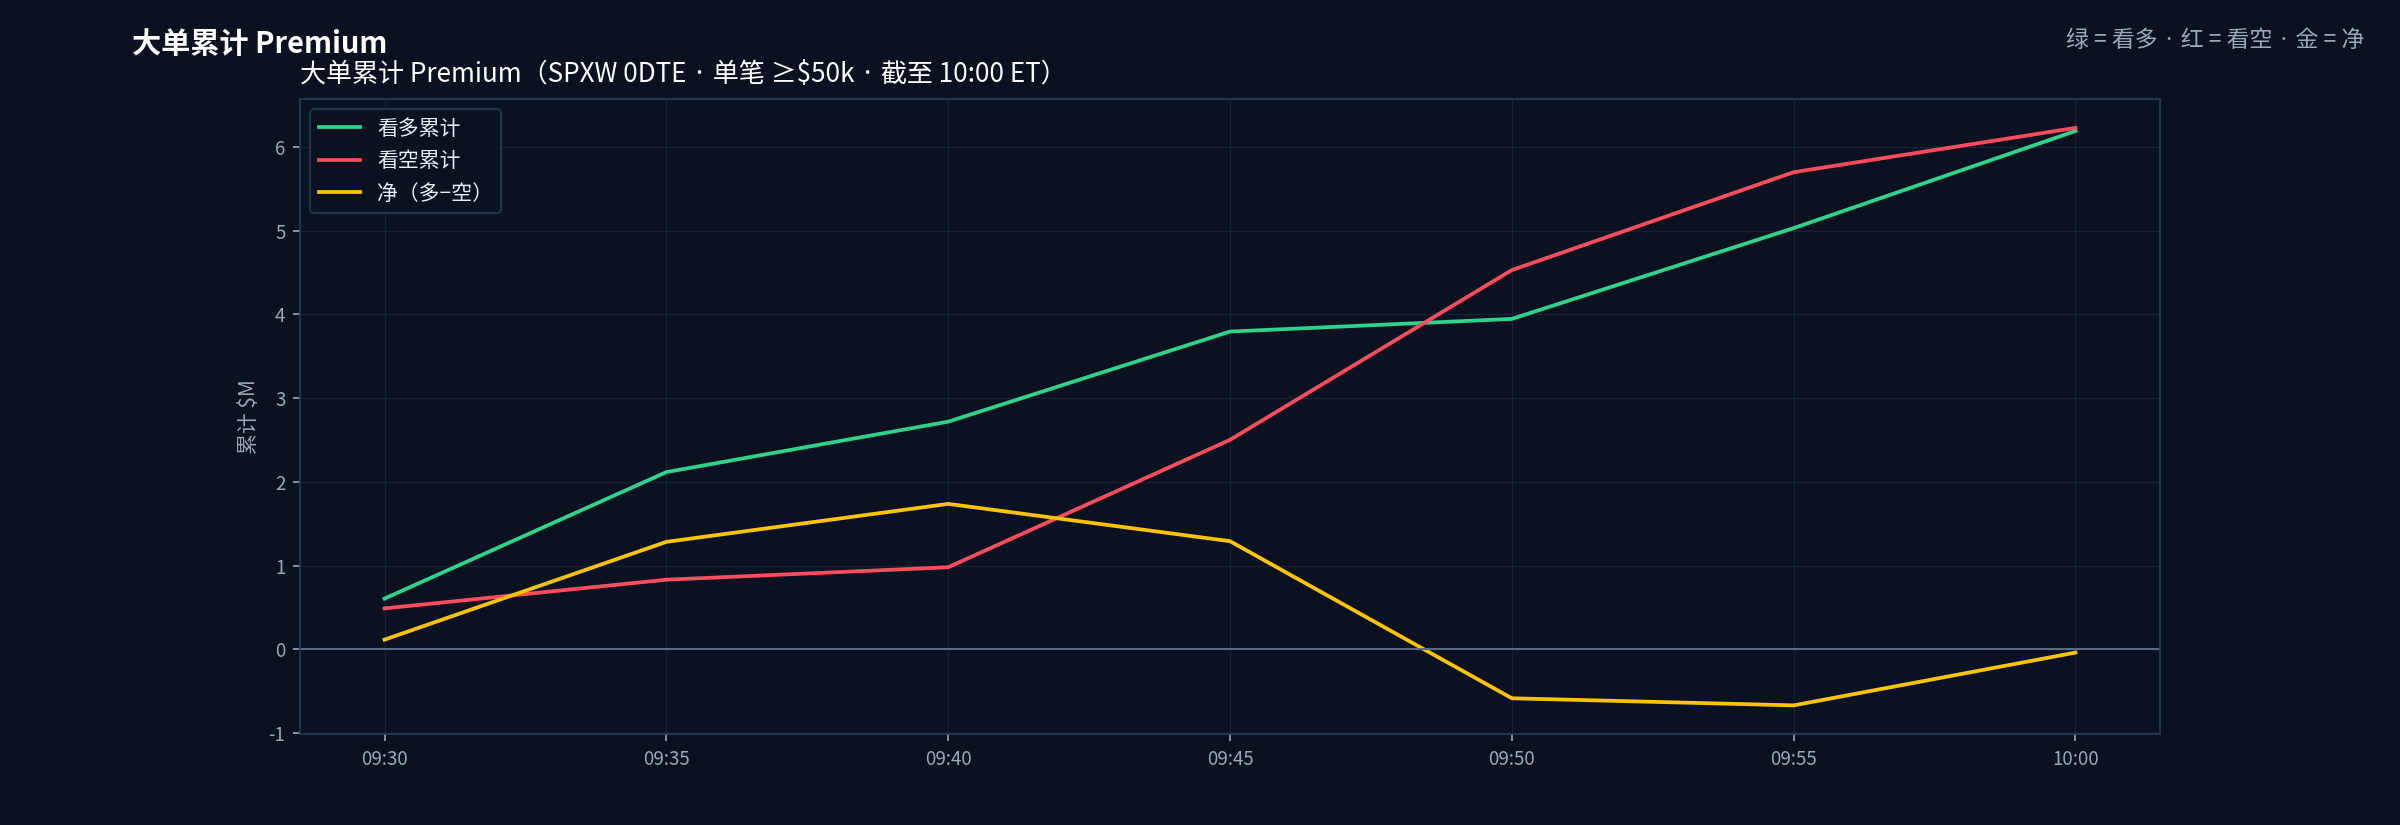 大单累计 Premium
绿 = 看多 · 红 = 看空 · 金 = 净
大单累计 Premium（SPXW 0DTE · 单笔 ≥$50k · 截至 10:00 ET）
看多累计
看空累计
净（多−空）
累计 $M
6
5
4
3
2
1
0
-1
09:30 09:35 09:40 09:45 09:50 09:55 10:00